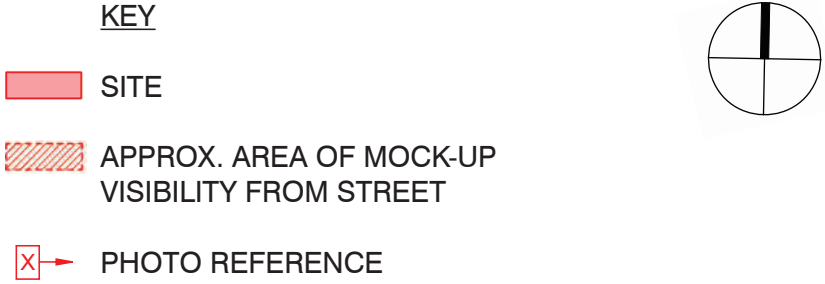 KEY
SITE
APPROX. AREA OF MOCK-UP
VISIBILITY FROM STREET
X
PHOTO REFERENCE